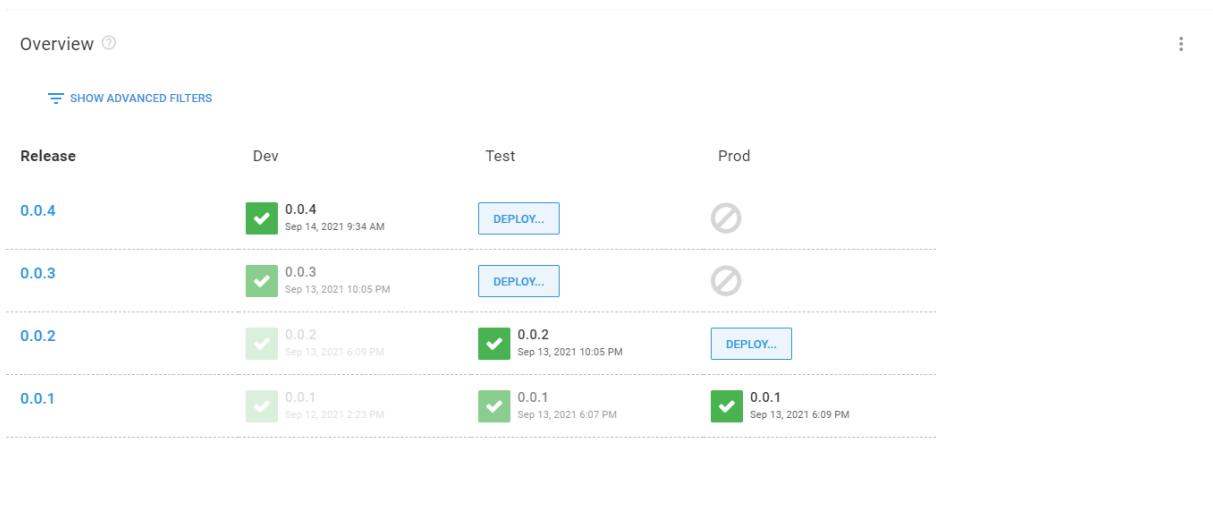 Overview ?
SHOW ADVANCED FILTERS
Release Dev Test Prod
0.0.4 0.0.4 DEPLOY...
Sep 14, 2021 9:34 AM
0.0.3 0.0.3 DEPLOY...
Sep 13, 2021 10:05 PM
0.0.2 0.0.2 0.0.2 DEPLOY...
Sep 13, 2021 6:09 PM Sep 13, 2021 10:05 PM
0.0.1 0.0.1 0.0.1 0.0.1
Sep 12, 2021 2:23 PM Sep 13, 2021 6:07 PM Sep 13, 2021 6:09 PM